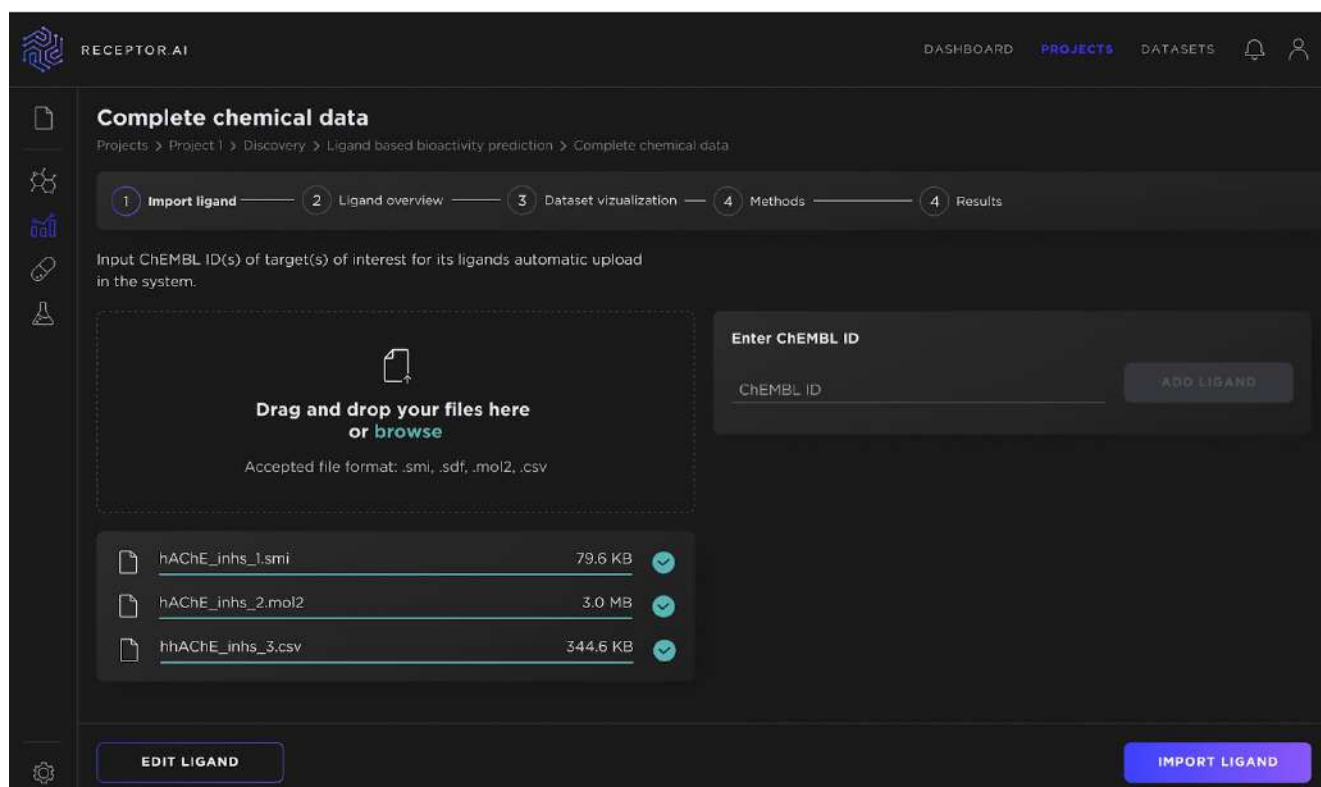 RECEPTOR.AI
DASHBOARD PROJECTS DATASETS
Complete chemical data
Projects > Project 1 > Discovery > Ligand based bioactivity prediction > Complete chemical data
1 Import ligand 2 Ligand overview 3 Dataset vizualization 4 Methods 4 Results
Input ChEMBL ID(s) of target(s) of interest for its ligands automatic upload
in the system.
Drag and drop your files here
or browse
Accepted file format: .smi, .sdf, .mol2, .csv
Enter ChEMBL ID
ChEMBL ID
ADD LIGAND
hAChE_inhs_1.smi 79.6 KB
hAChE_inhs_2.mol2 3.0 MB
hhAChE_inhs_3.csv 344.6 KB
EDIT LIGAND
IMPORT LIGAND